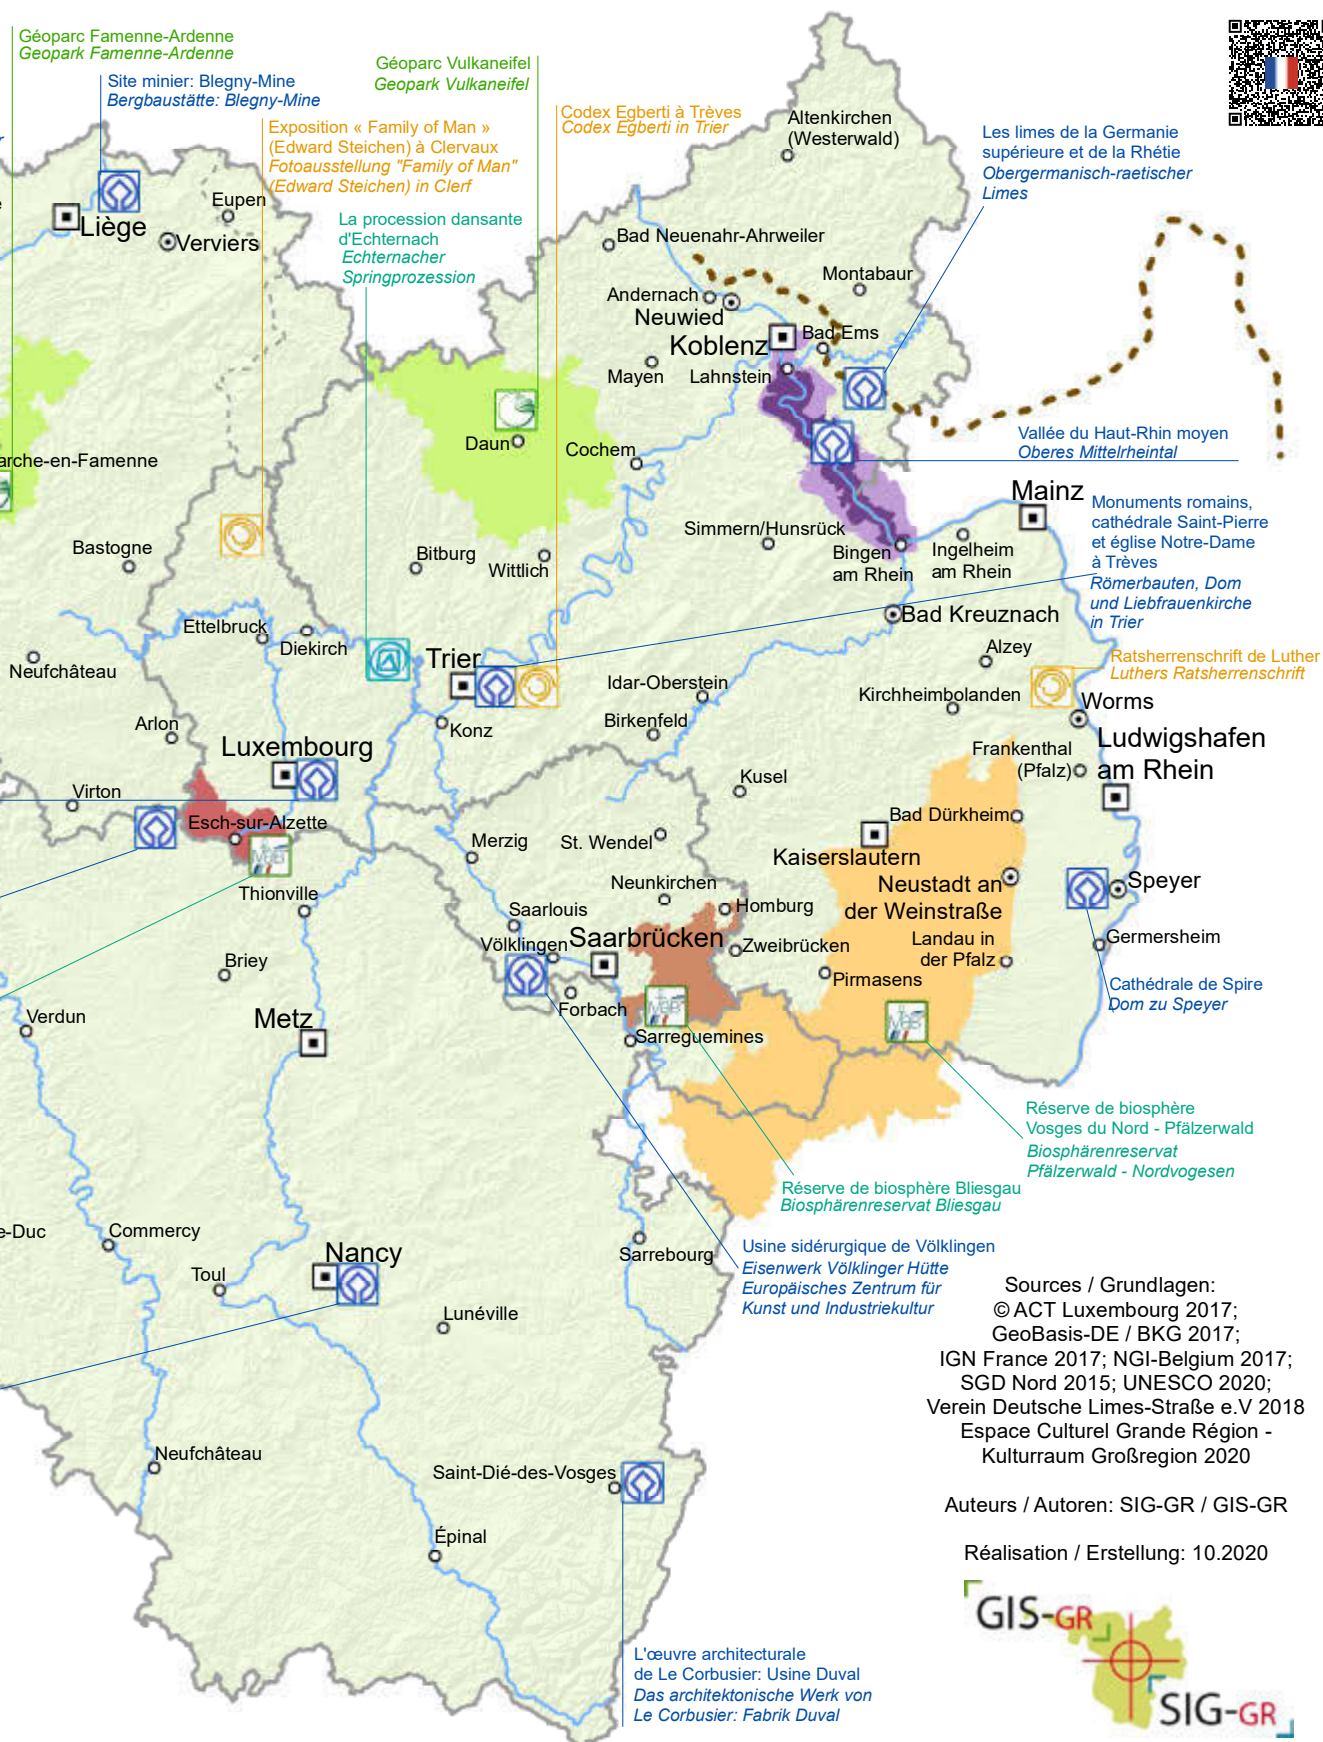 Géoparc Famenne-Ardenne
Geopark Famenne-Ardenne
Site minier: Blegny-Mine
Bergbaustätte: Blegny-Mine
Géoparc Vulkaneifel
Geopark Vulkaneifel
Exposition « Family of Man »
(Edward Steichen) à Clervaux
Fotoausstellung "Family of Man"
(Edward Steichen) in Clerf
Codex Egberti à Trèves
Codex Egberti in Trier
Altenkirchen
(Westerwald)
Les limes de la Germanie
supérieure et de la Rhétie
Obergermanisch-raetischer
Limes
La procession dansante
d'Echternach
Echternacher
Springprozession
Eupen
Liège
Verviers
Bad Neuenahr-Ahrweiler
Montabaur
Andernach
Neuwied
Koblenz
Bad Ems
Mayen
Lahnstein
Daun
Cochem
arche-en-Famenne
Vallée du Haut-Rhin moyen
Oberes Mittelrheintal
Mainz
Monuments romains,
cathédrale Saint-Pierre
et église Notre-Dame
à Trèves
Römerbauten, Dom
und Liebfrauenkirche
in Trier
Simmern/Hunsrück
Bingen
am Rhein
Ingelheim
am Rhein
Bastogne
Bitburg
Wittlich
Bad Kreuznach
Ettelbruck
Diekirch
Trier
Alzey
Neufchâteau
Idar-Oberstein
Kirchheimbolanden
Ratsherrenschrift de Luther
Luthers Ratsherrenschrift
Worms
Arlon
Konz
Birkenfeld
Luxembourg
Frankenthal
(Pfalz)
Ludwigshafen
am Rhein
Virton
Kusel
Esch-sur-Alzette
Merzig
St. Wendel
Bad Dürkheim
Kaiserslautern
Thionville
Neunkirchen
Neustadt an
der Weinstraße
Speyer
Saarlouis
Homburg
Völklingen
Saarbrücken
Zweibrücken
Landau in
der Pfalz
Germersheim
Briey
Pirmasens
Forbach
Cathédrale de Spire
Dom zu Speyer
Verdun
Metz
Sarreguemines
Réserve de biosphère
Vosges du Nord - Pfälzerwald
Biosphärenreservat
Pfälzerwald - Nordvogesen
Réserve de biosphère Bliesgau
Biosphärenreservat Bliesgau
e-Duc
Commercy
Toul
Nancy
Sarrebourg
Usine sidérurgique de Völklingen
Eisenwerk Völklinger Hütte
Europäisches Zentrum für
Kunst und Industriekultur
Lunéville
Sources / Grundlagen:
© ACT Luxembourg 2017;
GeoBasis-DE / BKG 2017;
IGN France 2017; NGI-Belgium 2017;
SGD Nord 2015; UNESCO 2020;
Verein Deutsche Limes-Straße e.V 2018
Espace Culturel Grande Région -
Kulturraum Großregion 2020
Neufchâteau
Saint-Dié-des-Vosges
Auteurs / Autoren: SIG-GR / GIS-GR
Épinal
Réalisation / Erstellung: 10.2020
GIS-GR
SIG-GR
L'œuvre architecturale
de Le Corbusier: Usine Duval
Das architektonische Werk von
Le Corbusier: Fabrik Duval